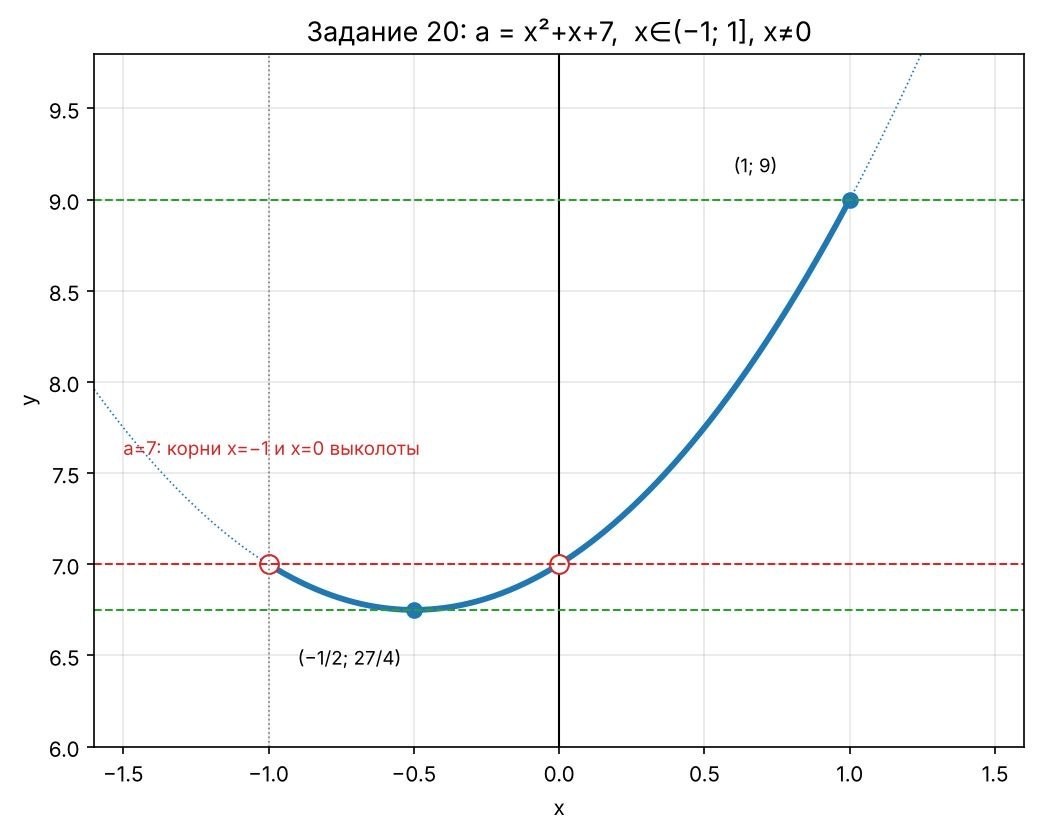 Задание 20: a = x²+x+7, x∈(−1; 1], x≠0
9.5
(1; 9)
9.0
8.5
8.0
y
a=7: корни x=−1 и x=0 выколоты
7.5
7.0
(−1/2; 27/4)
6.5
6.0
−1.5 −1.0 −0.5 0.0 0.5 1.0 1.5
x